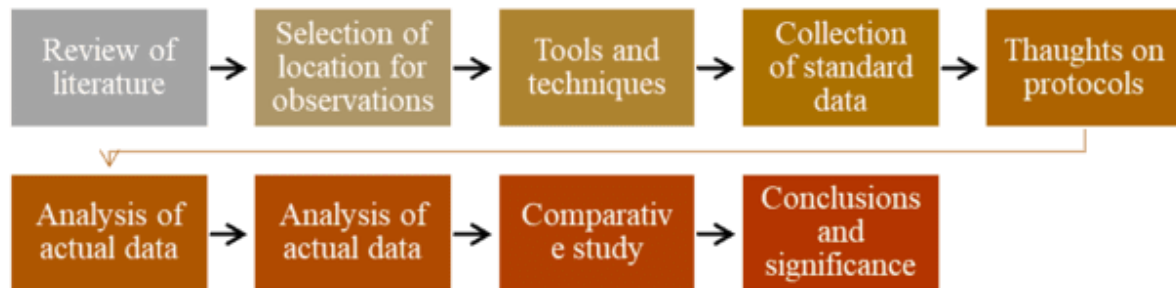 Review of
literature
Selection of
location for
observations
Tools and
techniques
Collection
of standard
data
Thaughts on
protocols
Analysis of
actual data
Analysis of
actual data
Comparativ
e study
Conclusions
and
significance